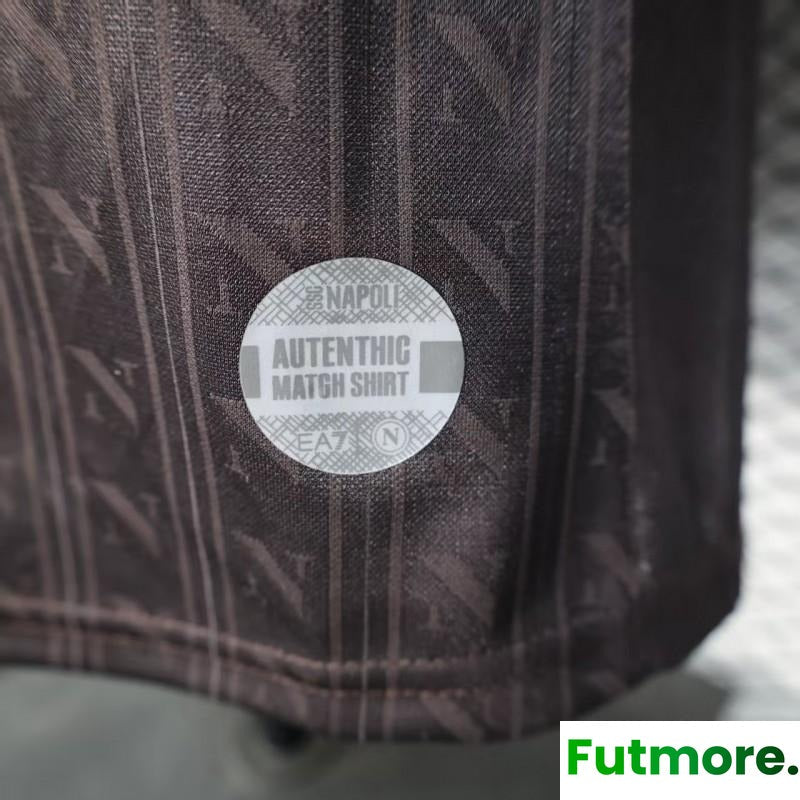 SSC NAPOLI
AUTENTHIC
MATCH SHIRT
EA7 N
Futmore.